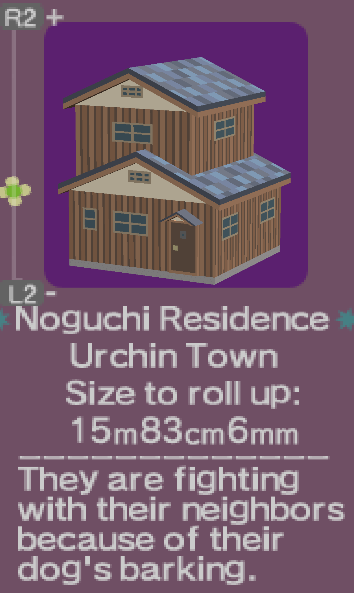 R2 +
L2 -
Noguchi Residence
Urchin Town
Size to roll up:
15m83cm6mm
They are fighting
with their neighbors
because of their
dog's barking.